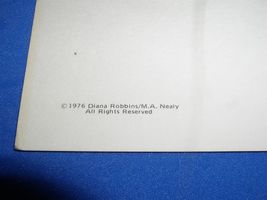 © 1976 Diana Robbins/M.A. Nealy
All Rights Reserved